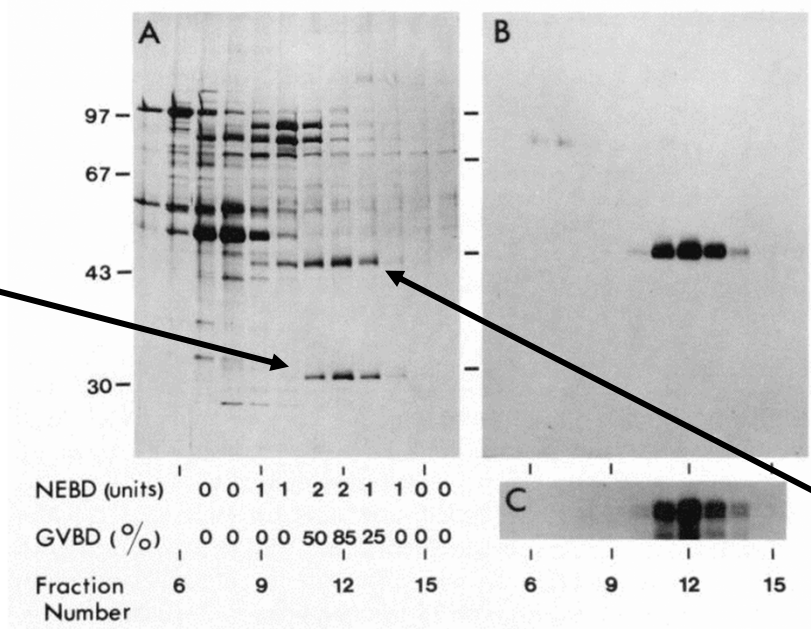 A
B
97
67
43
30
NEBD (units) 0 0 1 1 2 2 1 1 0 0
C
GVBD (%) 0 0 0 0 50 85 25 0 0 0
Fraction Number 6 9 12 15
6 9 12 15